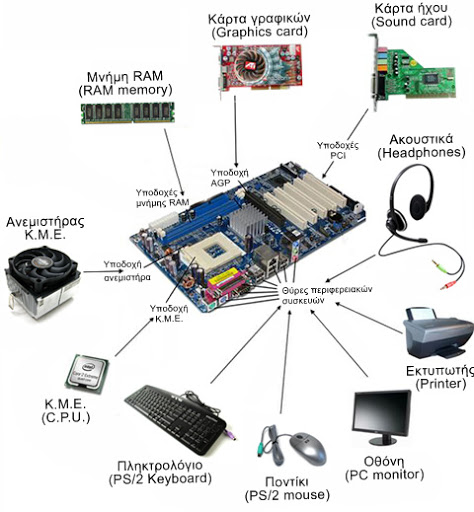 Κάρτα γραφικών
(Graphics card)
Κάρτα ήχου
(Sound card)
Μνήμη RAM
(RAM memory)
Ακουστικά
(Headphones)
Υποδοχή
AGP
Υποδοχές
PCI
Υποδοχές
μνήμης RAM
Ανεμιστήρας
Κ.Μ.Ε.
Υποδοχή
ανεμιστήρα
Υποδοχή
Κ.Μ.Ε.
Θύρες περιφερειακών
συσκευών
Εκτυπωτής
(Printer)
Κ.Μ.Ε.
(C.P.U.)
Πληκτρολόγιο
(PS/2 Keyboard)
Ποντίκι
(PS/2 mouse)
Οθόνη
(PC monitor)